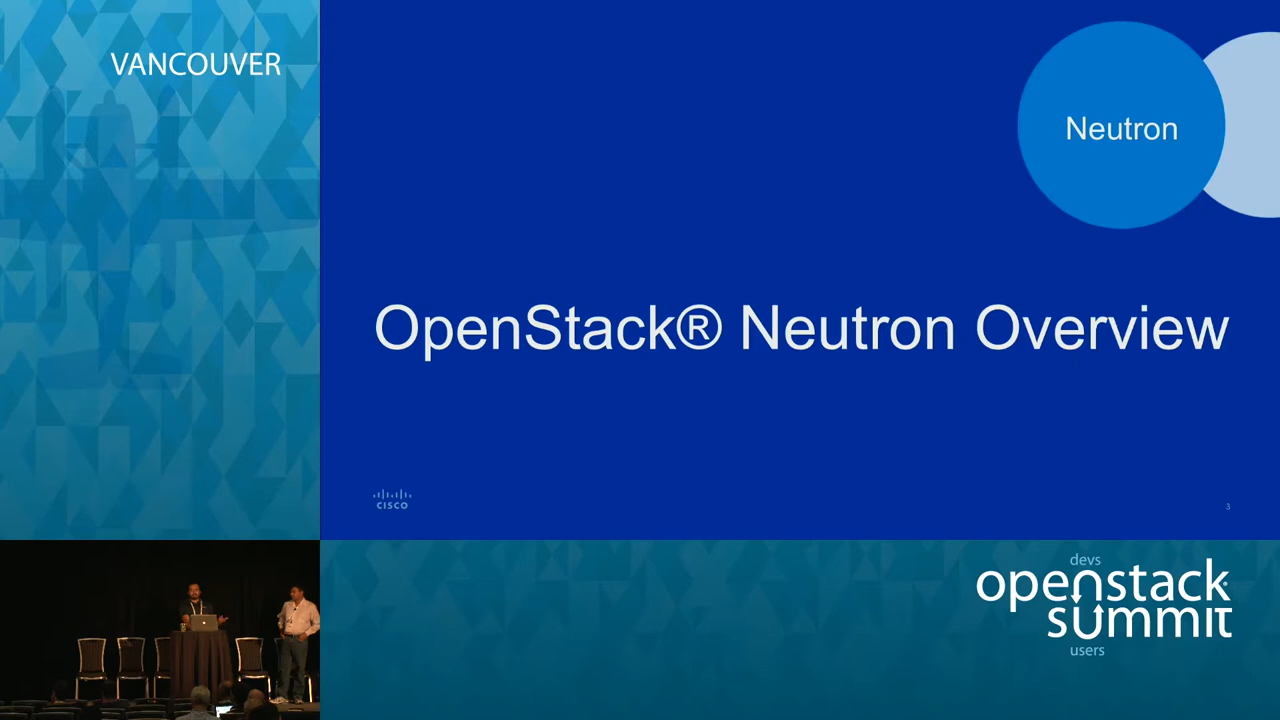 VANCOUVER
Neutron
OpenStack® Neutron Overview
CISCO
3
devs
openstack
summit
users